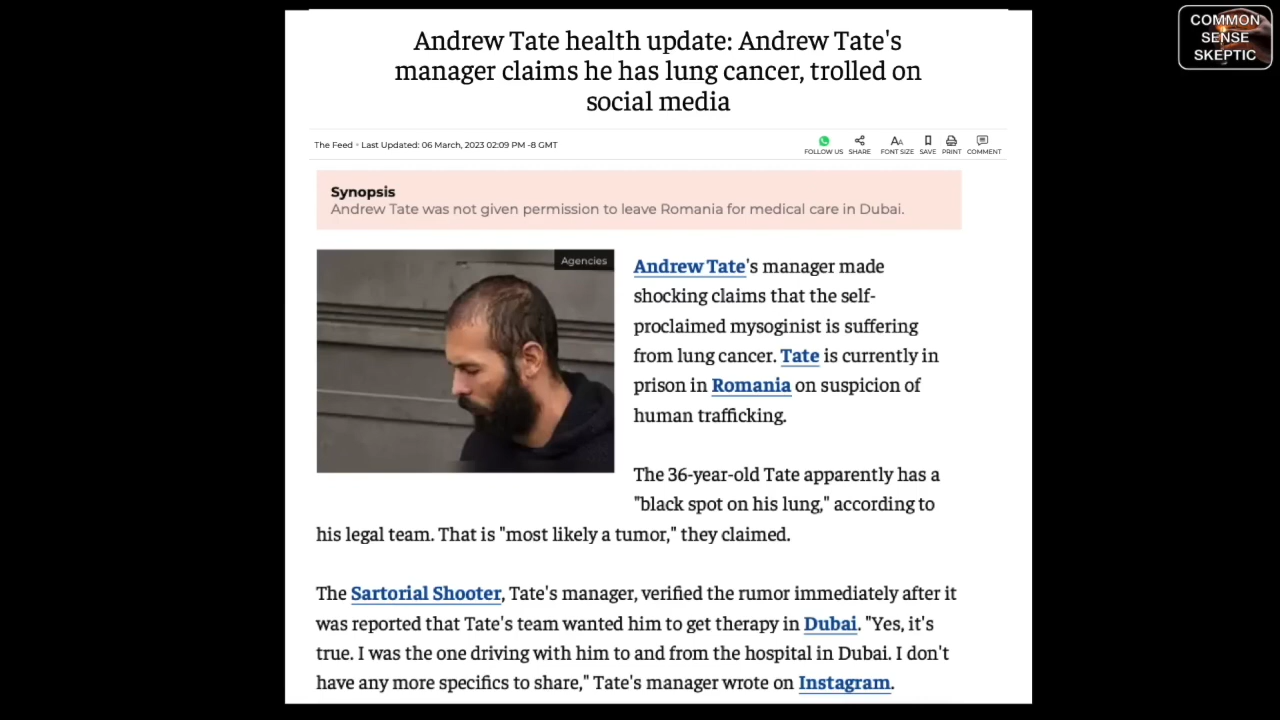 COMMON
SENSE
SKEPTIC
Andrew Tate health update: Andrew Tate's
manager claims he has lung cancer, trolled on
social media
The Feed • Last Updated: 06 March, 2023 02:09 PM -8 GMT
FOLLOW US SHARE FONT SIZE SAVE PRINT COMMENT
Synopsis
Andrew Tate was not given permission to leave Romania for medical care in Dubai.
Agencies
Andrew Tate's manager made
shocking claims that the self-
proclaimed mysoginist is suffering
from lung cancer. Tate is currently in
prison in Romania on suspicion of
human trafficking.
The 36-year-old Tate apparently has a
"black spot on his lung," according to
his legal team. That is "most likely a tumor," they claimed.
The Sartorial Shooter, Tate's manager, verified the rumor immediately after it
was reported that Tate's team wanted him to get therapy in Dubai. "Yes, it's
true. I was the one driving with him to and from the hospital in Dubai. I don't
have any more specifics to share," Tate's manager wrote on Instagram.